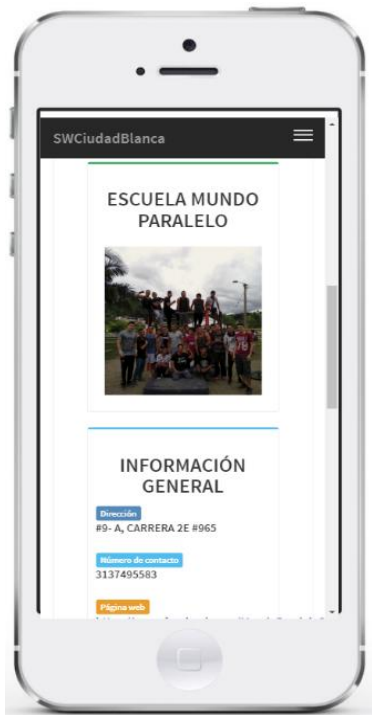 SWCiudadBlanca
ESCUELA MUNDO
PARALELO
INFORMACIÓN
GENERAL
Dirección
#9- A, CARRERA 2E #965
Número de contacto
3137495583
Página web